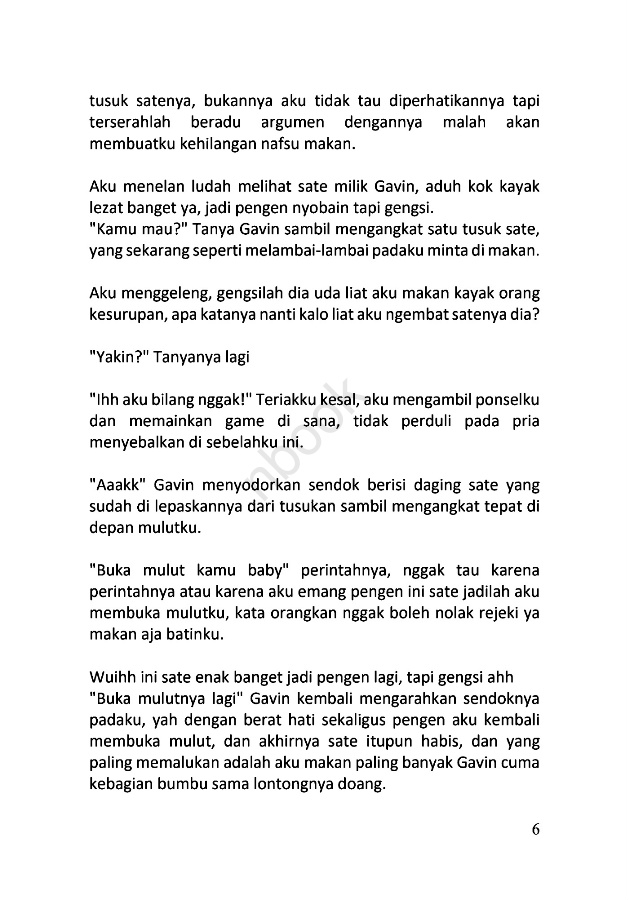 tusuk satenya, bukannya aku tidak tau diperhatikannya tapi
terserahlah beradu argumen dengannya malah akan
membuatku kehilangan nafsu makan.
Aku menelan ludah melihat sate milik Gavin, aduh kok kayak
lezat banget ya, jadi pengen nyobain tapi gengsi.
"Kamu mau?" Tanya Gavin sambil mengangkat satu tusuk sate,
yang sekarang seperti melambai-lambai padaku minta di makan.
Aku menggeleng, gengsilah dia uda liat aku makan kayak orang
kesurupan, apa katanya nanti kalo liat aku ngembat satenya dia?
"Yakin?" Tanyanya lagi
"Ihh aku bilang nggak!" Teriakku kesal, aku mengambil ponselku
dan memainkan game di sana, tidak perduli pada pria
menyebalkan di sebelahku ini.
"Aaakk" Gavin menyodorkan sendok berisi daging sate yang
sudah di lepaskannya dari tusukan sambil mengangkat tepat di
depan mulutku.
"Buka mulut kamu baby" perintahnya, nggak tau karena
perintahnya atau karena aku emang pengen ini sate jadilah aku
membuka mulutku, kata orangkan nggak boleh nolak rejeki ya
makan aja batinku.
Wuihh ini sate enak banget jadi pengen lagi, tapi gengsi ahh
"Buka mulutnya lagi" Gavin kembali mengarahkan sendoknya
padaku, yah dengan berat hati sekaligus pengen aku kembali
membuka mulut, dan akhirnya sate itupun habis, dan yang
paling memalukan adalah aku makan paling banyak Gavin cuma
kebagian bumbu sama lontongnya doang.
nbook
6